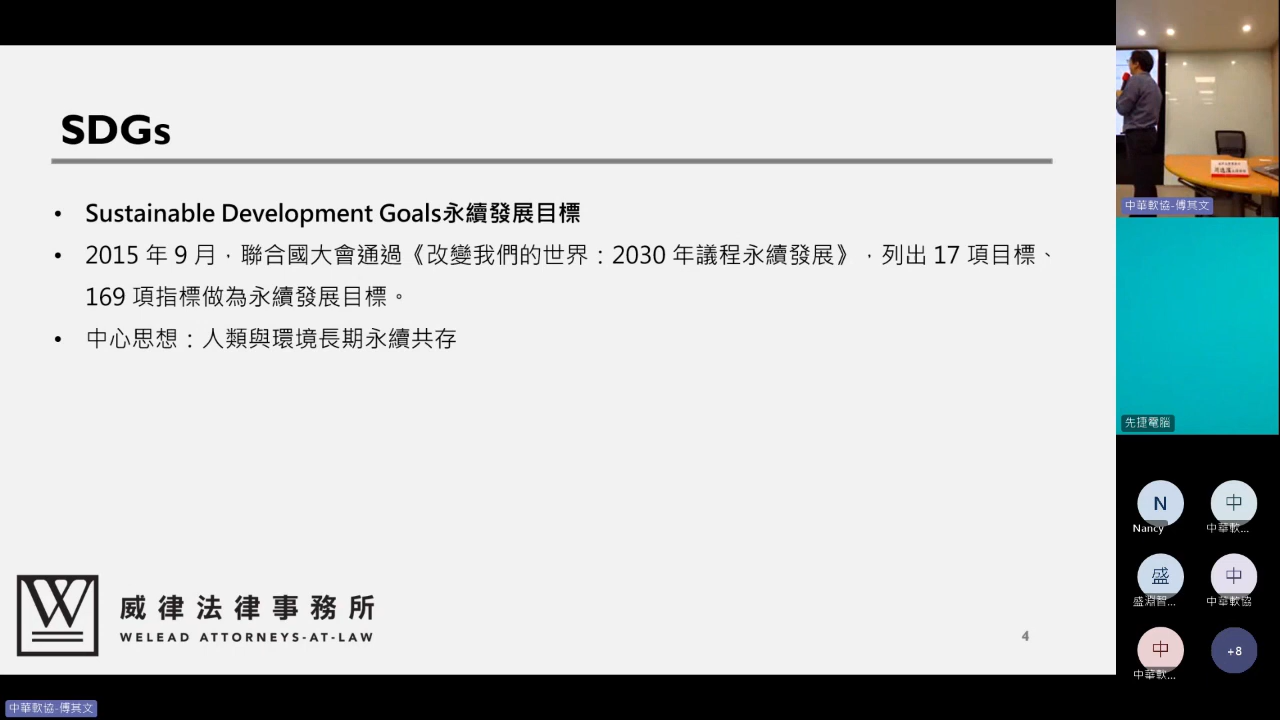 SDGs
• Sustainable Development Goals永續發展目標
• 2015 年 9 月，聯合國大會通過《改變我們的世界：2030 年議程永續發展》，列出 17 項目標、
169 項指標做為永續發展目標。
• 中心思想：人類與環境長期永續共存
W
威律法律事務所
WELEAD ATTORNEYS-AT-LAW
4
中華軟協-傅其文
先捷電腦
N
Nancy
中
中華軟...
盛
盛淵智...
中
中華軟協
中
中華軟...
+8
中華軟協-傅其文